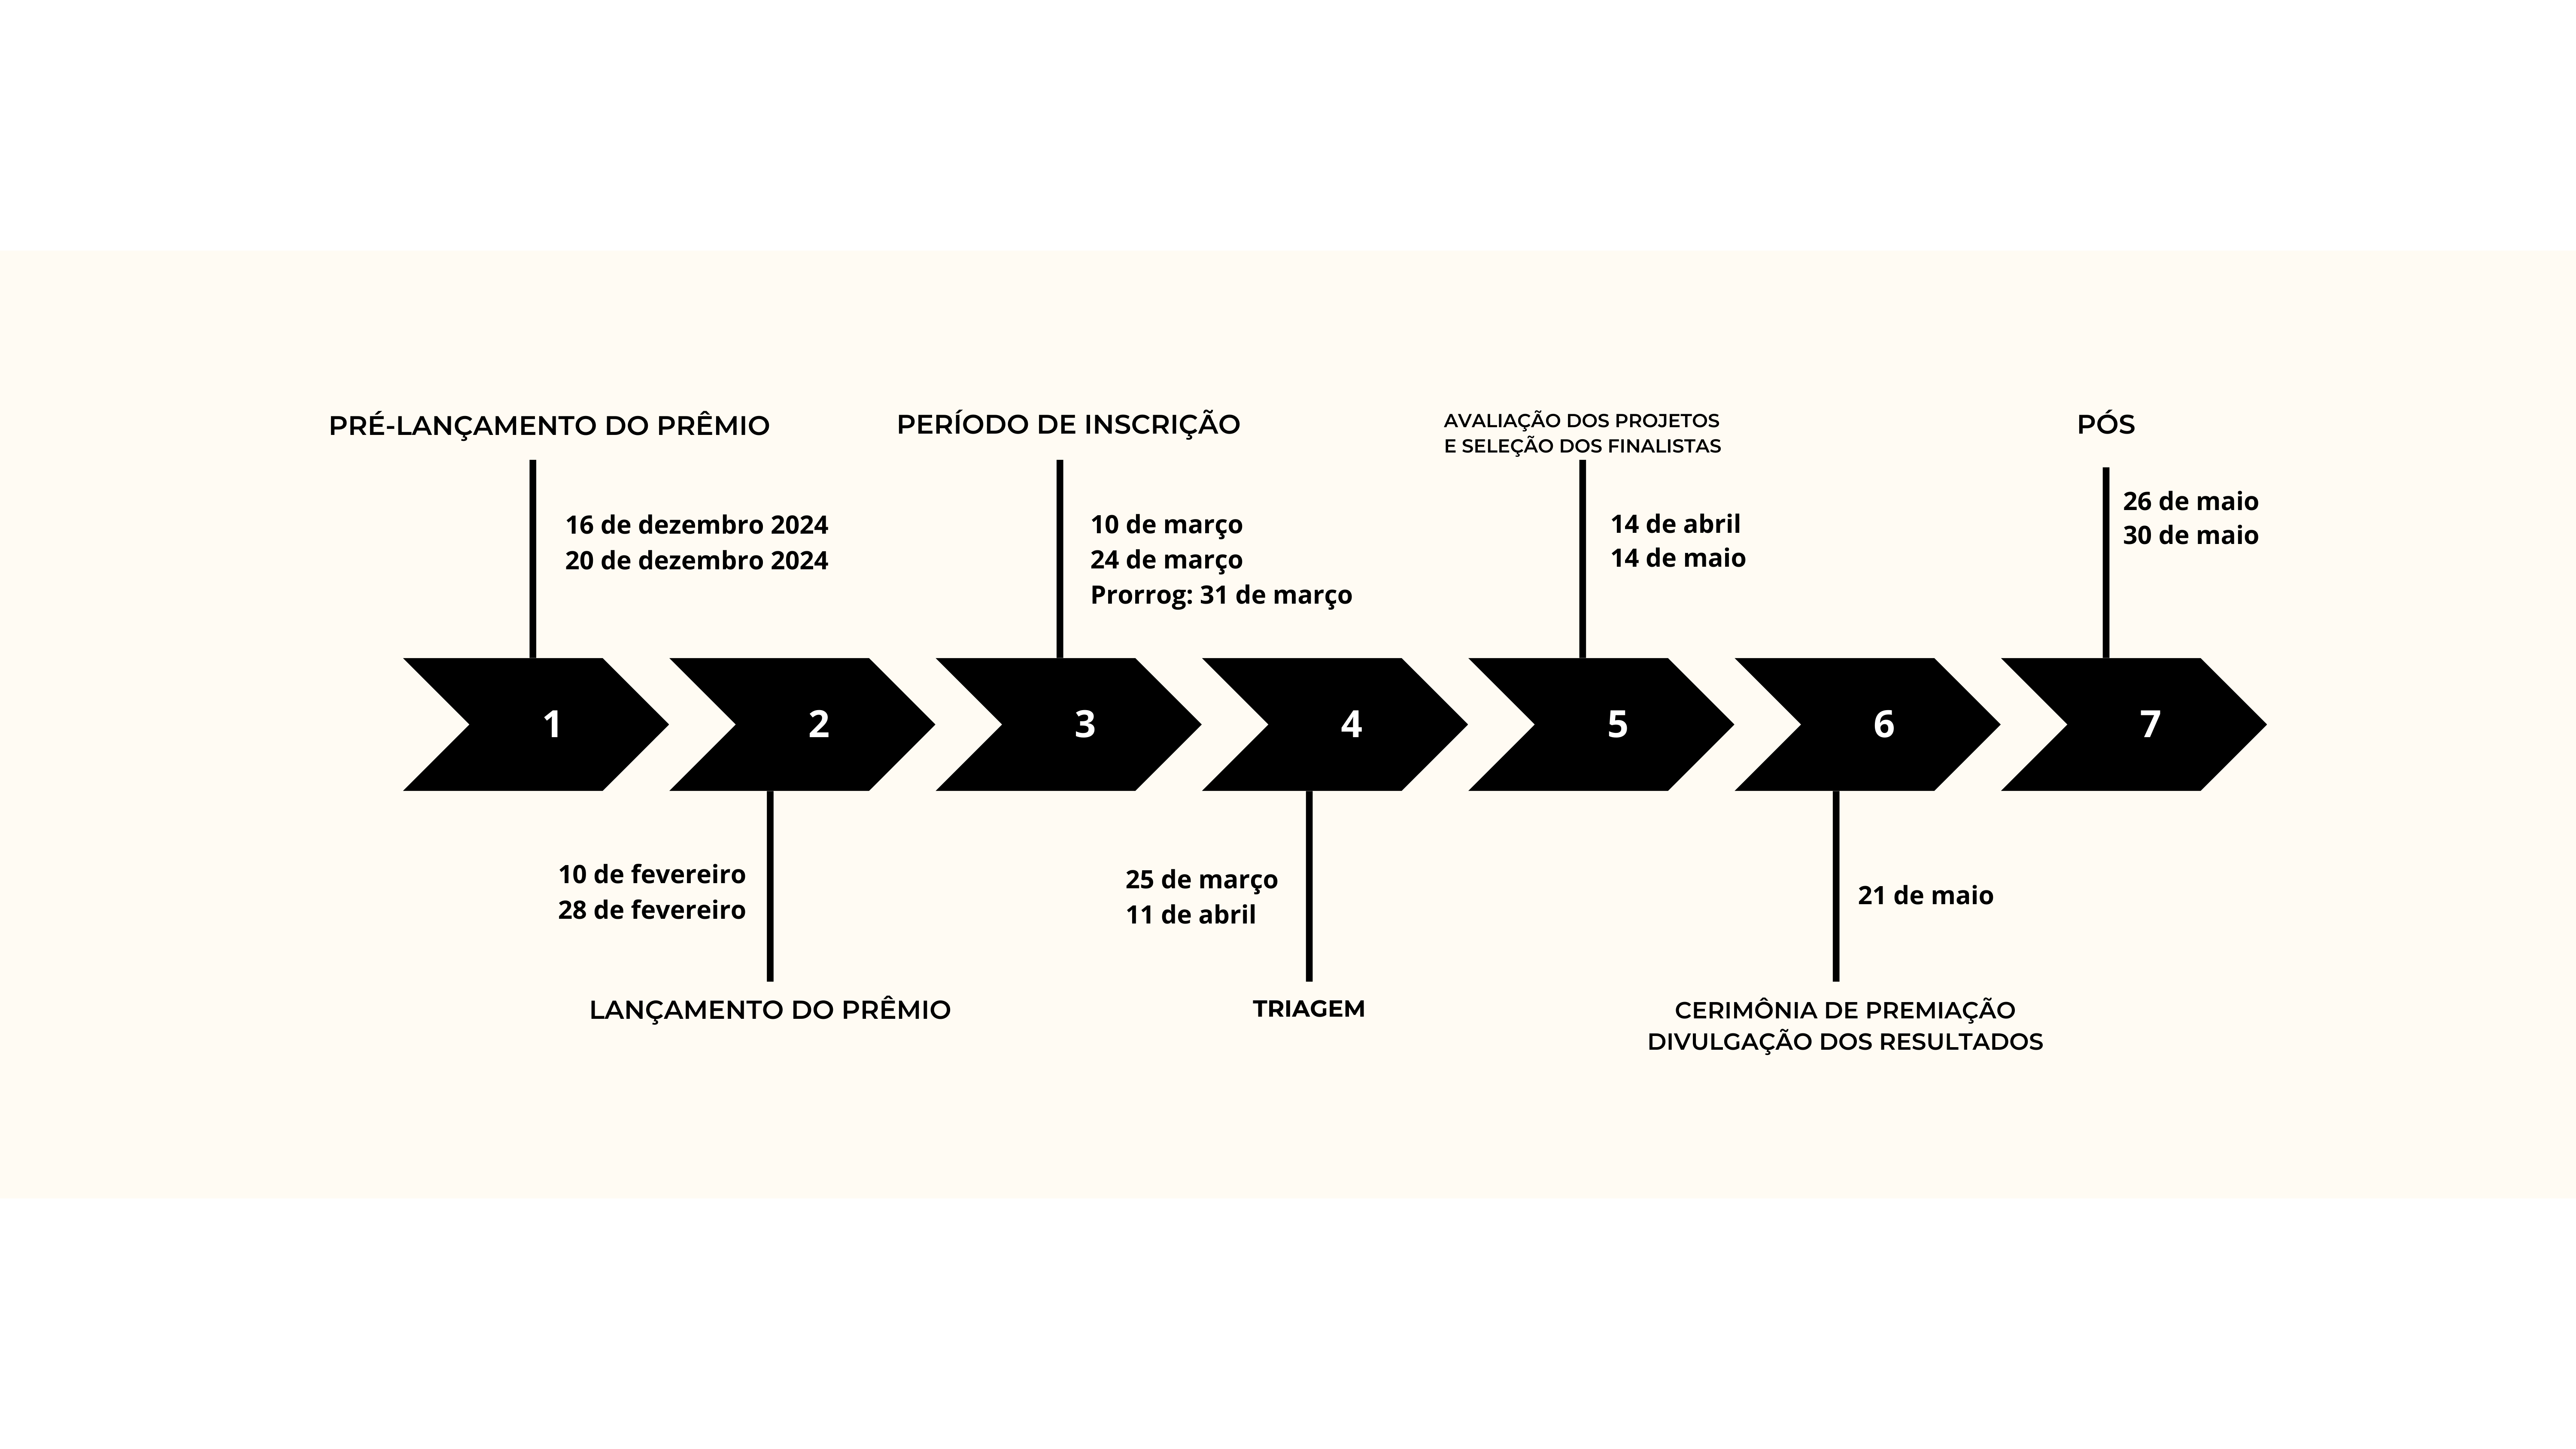 PRÉ-LANÇAMENTO DO PRÊMIO
16 de dezembro 2024
20 de dezembro 2024
PERÍODO DE INSCRIÇÃO
10 de março
24 de março
Prorrog: 31 de março
AVALIAÇÃO DOS PROJETOS
E SELEÇÃO DOS FINALISTAS
14 de abril
14 de maio
PÓS
26 de maio
30 de maio
1
2
3
4
5
6
7
10 de fevereiro
28 de fevereiro
LANÇAMENTO DO PRÊMIO
25 de março
11 de abril
TRIAGEM
21 de maio
CERIMÔNIA DE PREMIAÇÃO
DIVULGAÇÃO DOS RESULTADOS